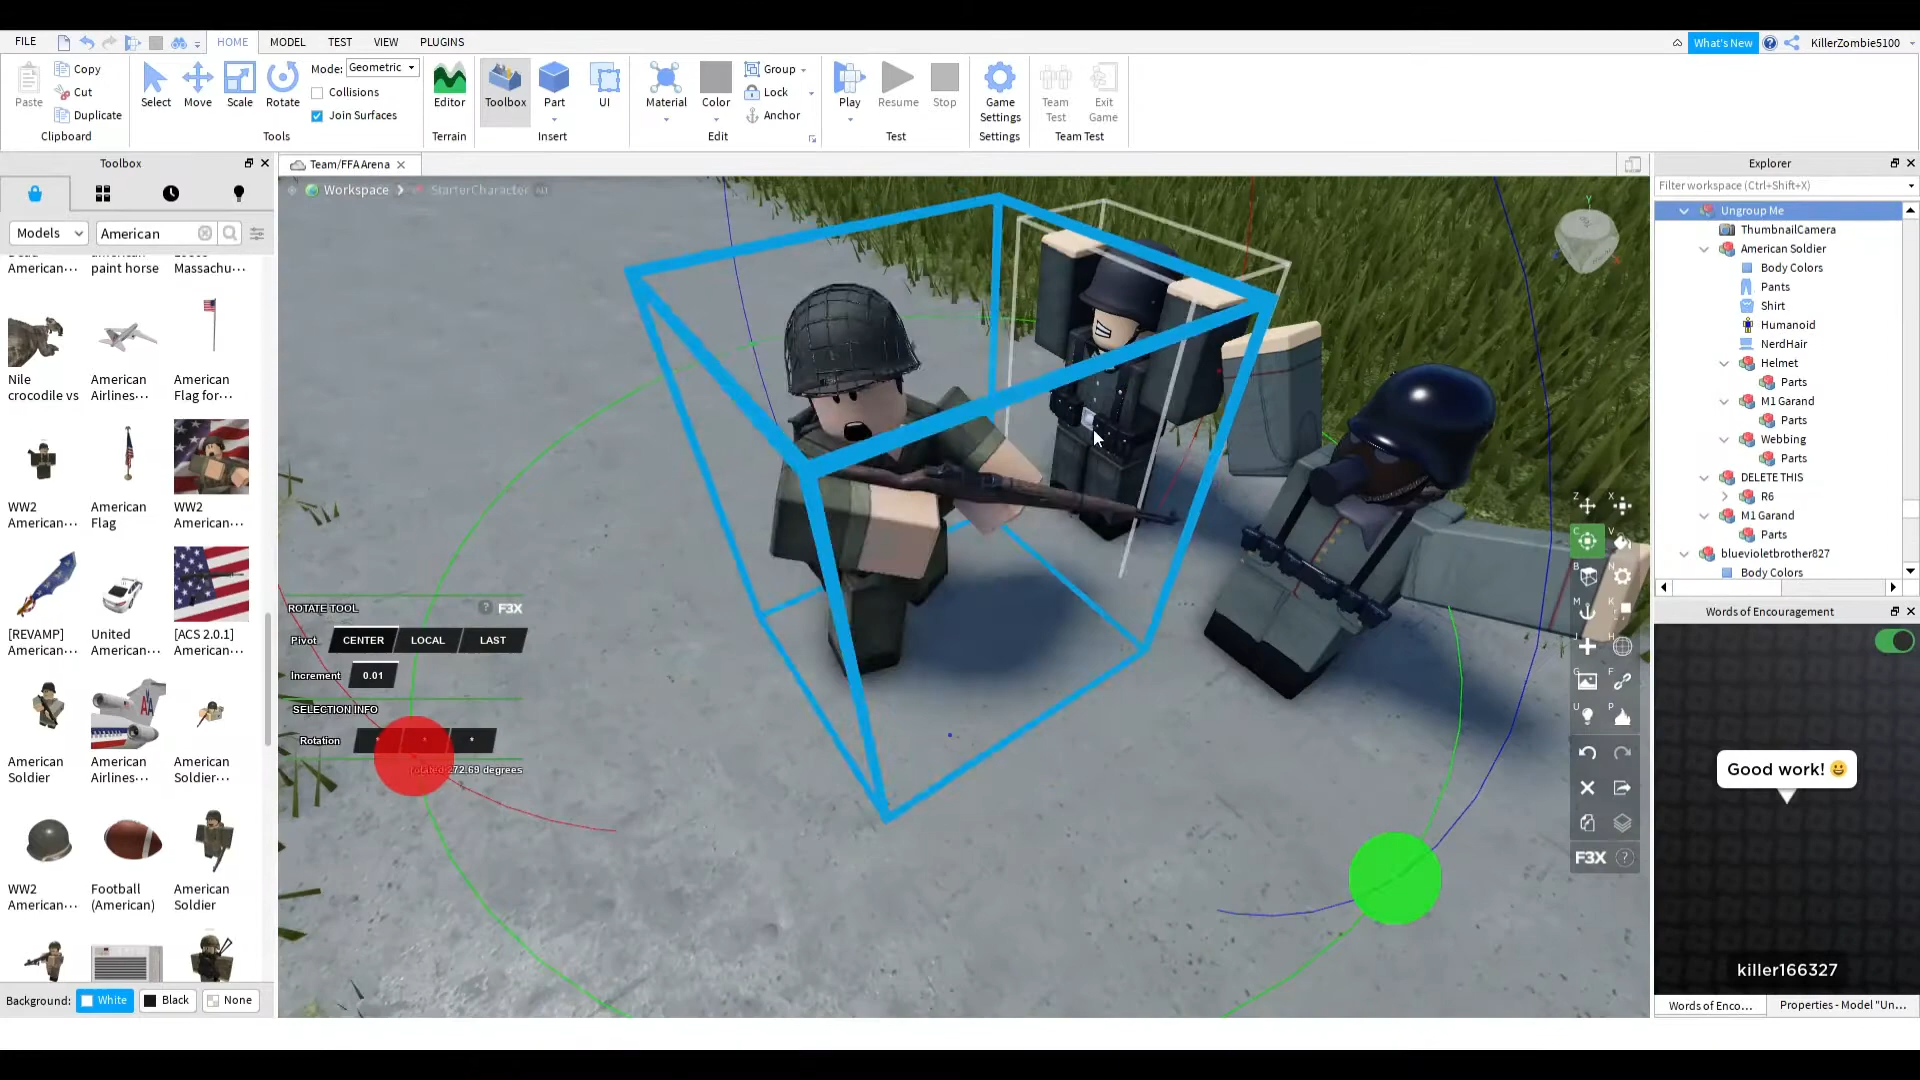 FILE
HOME
MODEL
TEST
VIEW
PLUGINS
What's New
KillerZombie5100
Paste
Copy
Cut
Duplicate
Clipboard
Select
Move
Scale
Rotate
Mode:
Geometric
Collisions
Join Surfaces
Tools
Editor
Terrain
Toolbox
Part
UI
Insert
Material
Color
Group
Lock
Anchor
Edit
Play
Resume
Stop
Test
Game
Settings
Settings
Team
Test
Exit
Game
Team Test
Toolbox
Models
American
American···
paint horse
Massachu···
Nile
crocodile vs
American
Airlines···
American
Flag for···
WW2
American···
American
Flag
WW2
American···
[REVAMP]
American···
United
American···
[ACS 2.0.1]
American···
American
Soldier
American
Airlines···
American
Soldier···
WW2
American···
Football
(American)
American
Soldier
Background:
White
Black
None
Team/FFAArena
Workspace
StarterCharacter
ROTATE TOOL
? F3X
Pivot
CENTER
LOCAL
LAST
Increment
0.01
SELECTION INFO
Rotation
* * *
rotated 272.69 degrees
Y
Z
X
C
V
B
N
M
K
J
H
G
F
U
P
F3X ?
Explorer
Filter workspace (Ctrl+Shift+X)
Ungroup Me
ThumbnailCamera
American Soldier
Body Colors
Pants
Shirt
Humanoid
NerdHair
Helmet
Parts
M1 Garand
Parts
Webbing
Parts
DELETE THIS
R6
M1 Garand
Parts
bluevioletbrother827
Body Colors
Words of Encouragement
Good work! 😀
killer166327
Words of Enco...
Properties - Model "Un...